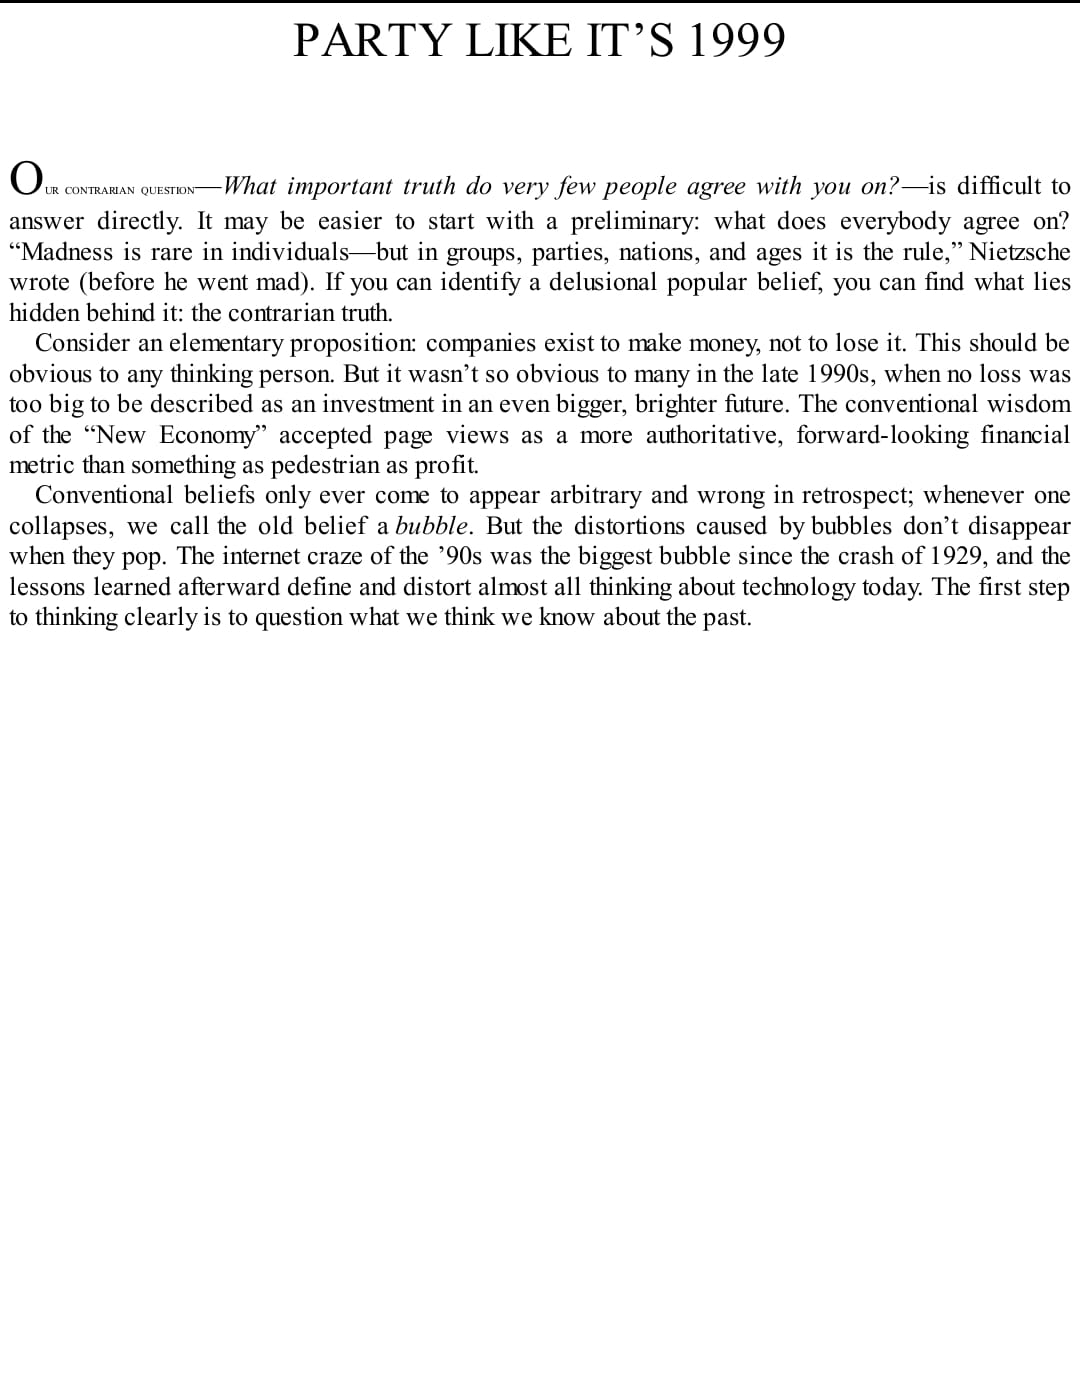 PARTY LIKE IT’S 1999
OUR CONTRARIAN QUESTION—What important truth do very few people agree with you on?—is difficult to
answer directly. It may be easier to start with a preliminary: what does everybody agree on?
“Madness is rare in individuals—but in groups, parties, nations, and ages it is the rule,” Nietzsche
wrote (before he went mad). If you can identify a delusional popular belief, you can find what lies
hidden behind it: the contrarian truth.
Consider an elementary proposition: companies exist to make money, not to lose it. This should be
obvious to any thinking person. But it wasn’t so obvious to many in the late 1990s, when no loss was
too big to be described as an investment in an even bigger, brighter future. The conventional wisdom
of the “New Economy” accepted page views as a more authoritative, forward-looking financial
metric than something as pedestrian as profit.
Conventional beliefs only ever come to appear arbitrary and wrong in retrospect; whenever one
collapses, we call the old belief a bubble. But the distortions caused by bubbles don’t disappear
when they pop. The internet craze of the ’90s was the biggest bubble since the crash of 1929, and the
lessons learned afterward define and distort almost all thinking about technology today. The first step
to thinking clearly is to question what we think we know about the past.